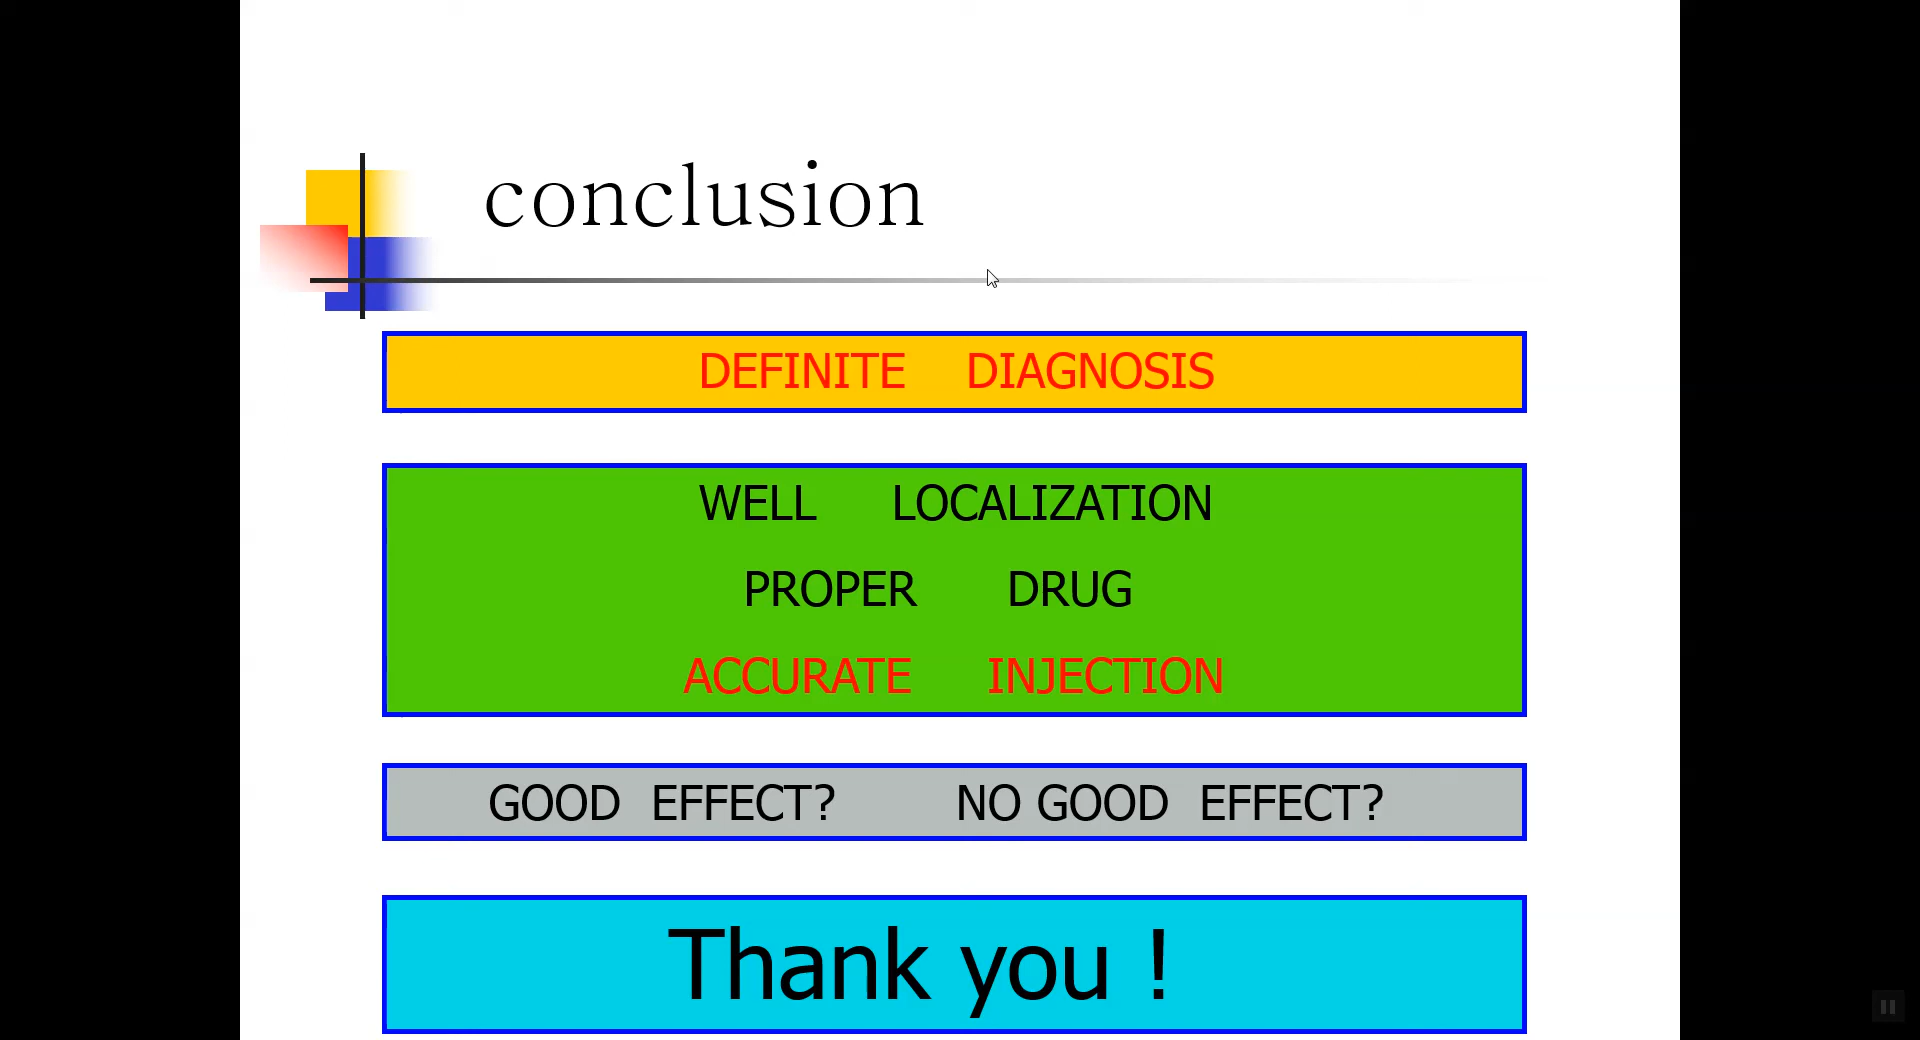 conclusion
DEFINITE DIAGNOSIS
WELL LOCALIZATION
PROPER DRUG
ACCURATE INJECTION
GOOD EFFECT? NO GOOD EFFECT?
Thank you !